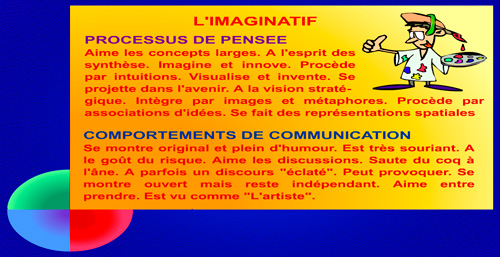 L'IMAGINATIF
PROCESSUS DE PENSEE
Aime les concepts larges. A l'esprit des
synthèse. Imagine et innove. Procède
par intuitions. Visualise et invente. Se
projette dans l'avenir. A la vision straté-
gique. Intègre par images et métaphores. Procède par
associations d'idées. Se fait des représentations spatiales
COMPORTEMENTS DE COMMUNICATION
Se montre original et plein d'humour. Est très souriant. A
le goût du risque. Aime les discussions. Saute du coq à
l'âne. A parfois un discours "éclaté". Peut provoquer. Se
montre ouvert mais reste indépendant. Aime entre
prendre. Est vu comme "L'artiste".